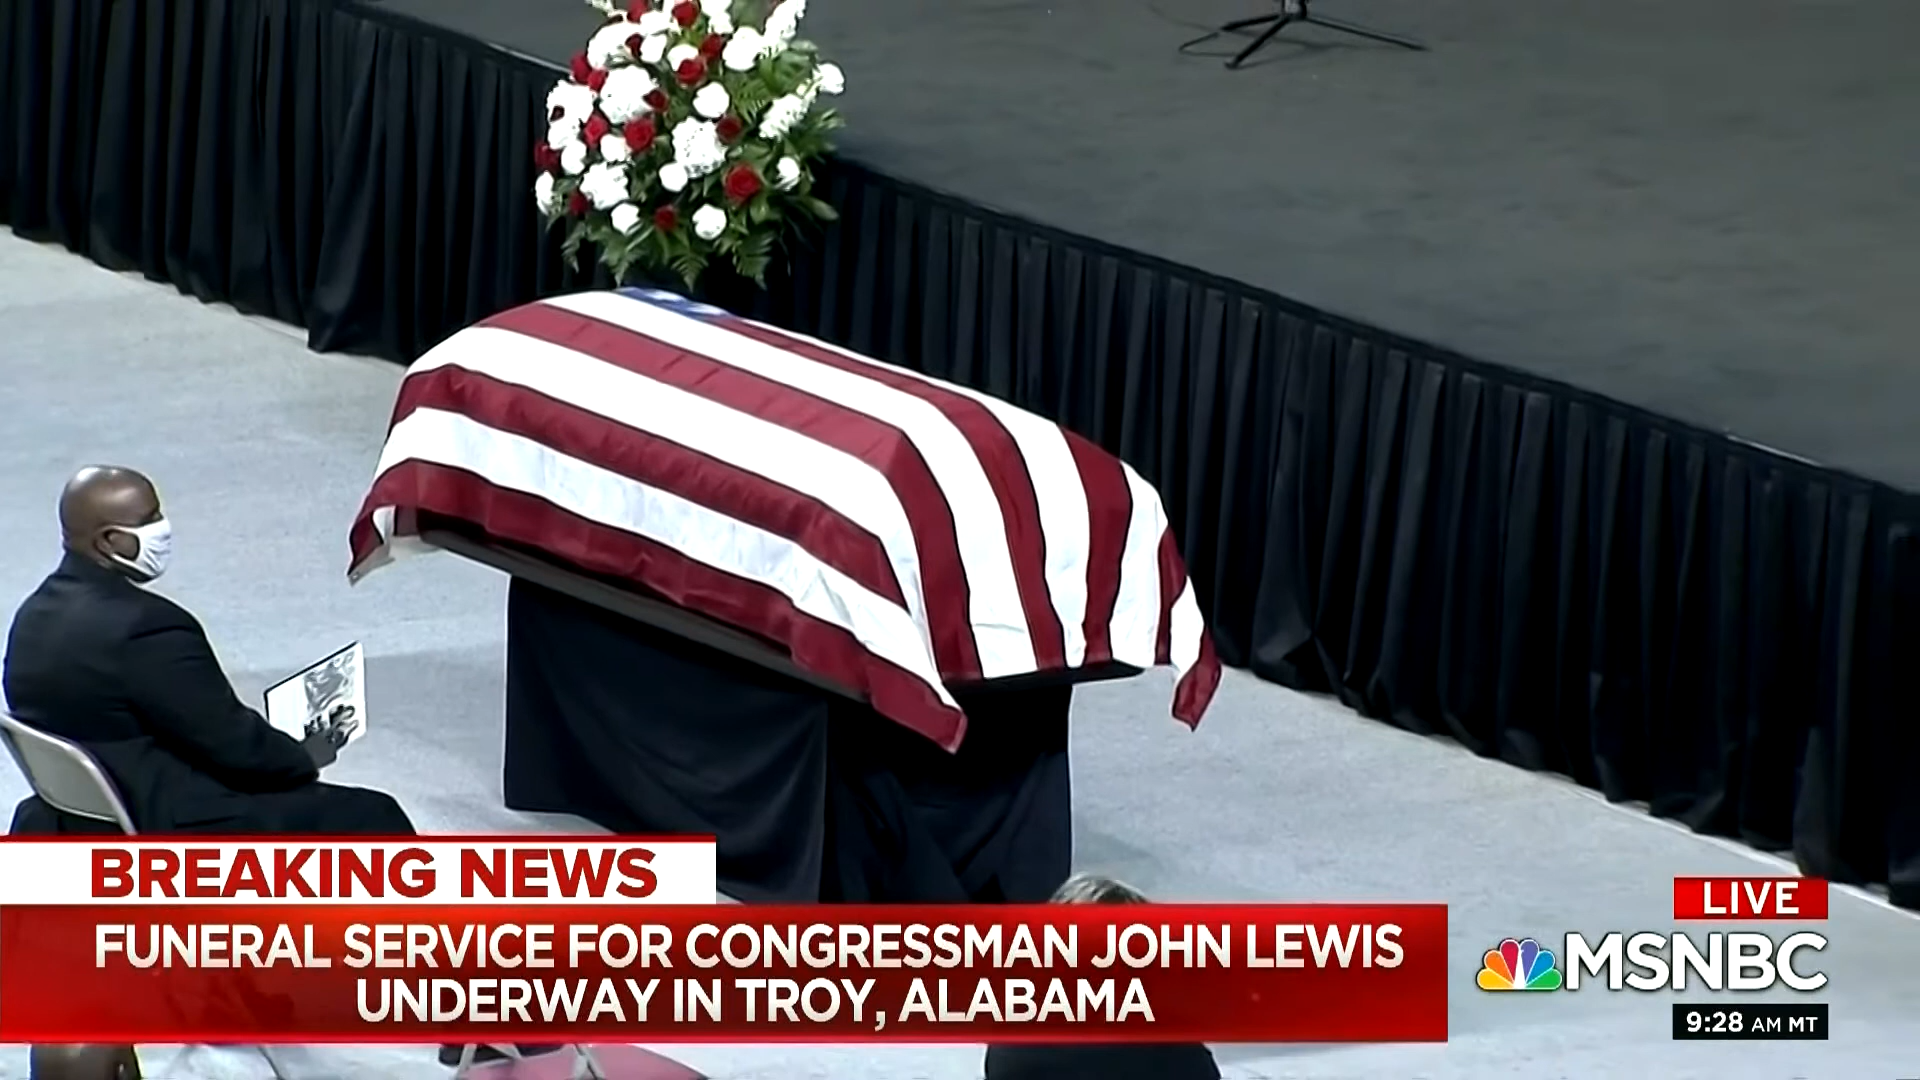 BREAKING NEWS
FUNERAL SERVICE FOR CONGRESSMAN JOHN LEWIS
UNDERWAY IN TROY, ALABAMA
LIVE
MSNBC
9:28 AM MT